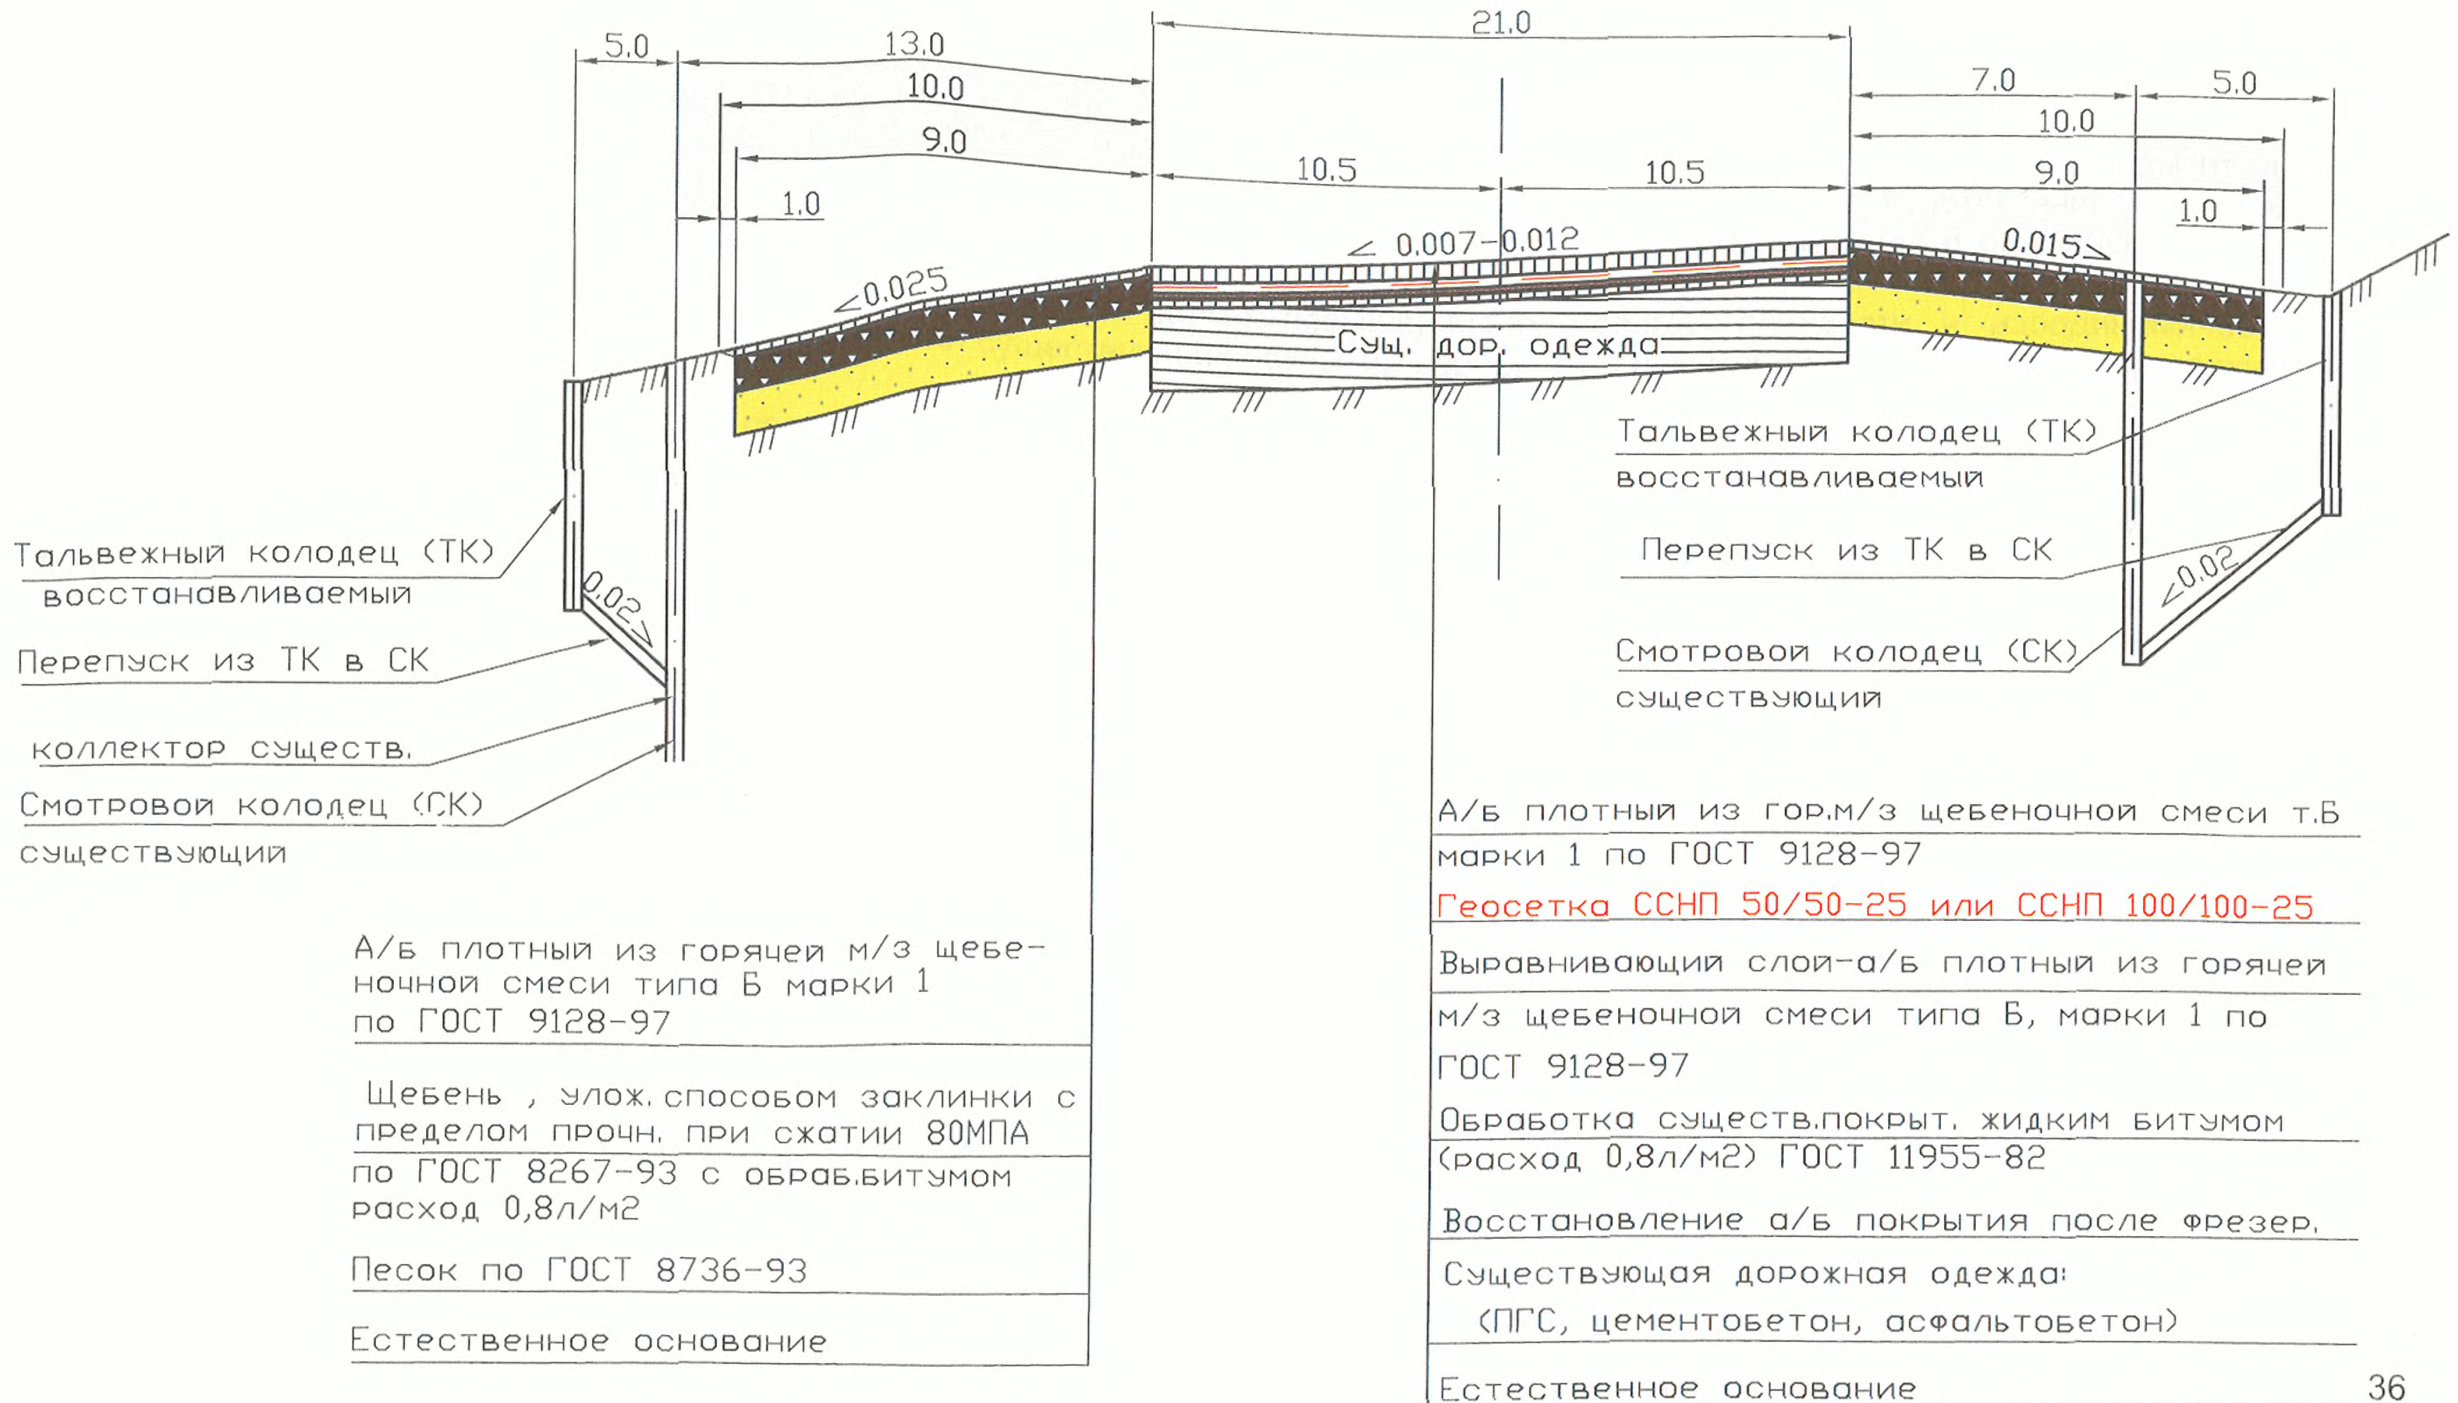 21.0
5.0
13.0
10.0
9.0
1.0
10.5
10.5
7.0
5.0
10.0
9.0
1.0
<0.025
< 0.007-0.012
0.015>
Сущ. дор. одежда
Тальвежный колодец (ТК)
восстанавливаемый
0.02>
Перепуск из ТК в СК
коллектор существ.
Смотровой колодец (СК)
существующий
Тальвежный колодец (ТК)
восстанавливаемый
Перепуск из ТК в СК
<0.02
Смотровой колодец (СК)
существующий
А/б плотный из горячей м/з щебе-
ночной смеси типа Б марки 1
по ГОСТ 9128-97
Щебень , улож. способом заклинки с
пределом прочн. при сжатии 80МПА
по ГОСТ 8267-93 с обраб.битумом
расход 0,8л/м2
Песок по ГОСТ 8736-93
Естественное основание
А/б плотный из гор.м/з щебеночной смеси т.Б
марки 1 по ГОСТ 9128-97
Геосетка ССНП 50/50-25 или ССНП 100/100-25
Выравнивающий слой-а/б плотный из горячей
м/з щебеночной смеси типа Б, марки 1 по
ГОСТ 9128-97
Обработка существ.покрыт. жидким битумом
(расход 0,8л/м2) ГОСТ 11955-82
Восстановление а/б покрытия после фрезер.
Существующая дорожная одежда:
(ПГС, цементобетон, асфальтобетон)
Естественное основание
36